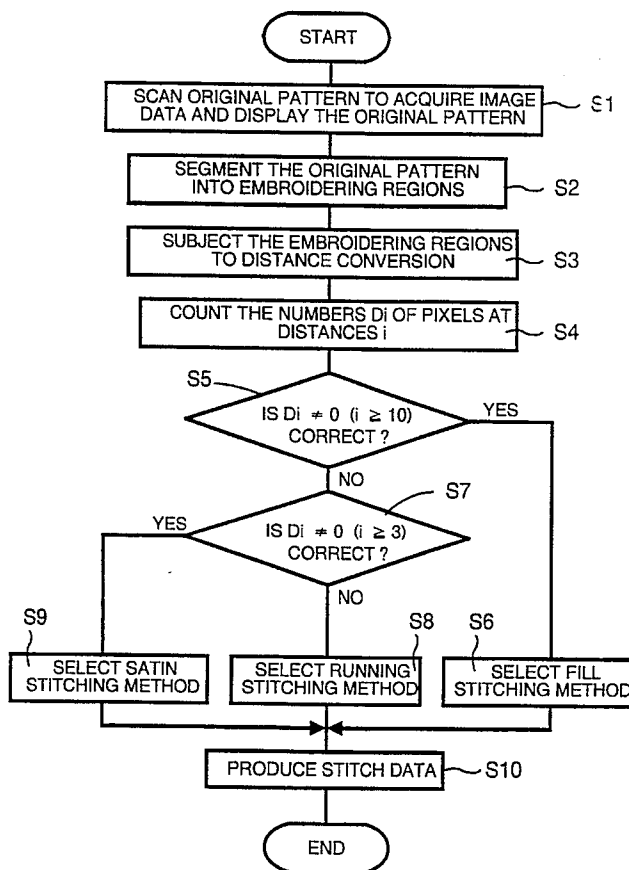 START
SCAN ORIGINAL PATTERN TO ACQUIRE IMAGE
DATA AND DISPLAY THE ORIGINAL PATTERN
S1
SEGMENT THE ORIGINAL PATTERN
INTO EMBROIDERING REGIONS
S2
SUBJECT THE EMBROIDERING REGIONS
TO DISTANCE CONVERSION
S3
COUNT THE NUMBERS Di OF PIXELS AT
DISTANCES i
S4
S5
IS Di ≠ 0 (i ≥ 10)
CORRECT ?
YES
NO
S7
YES
IS Di ≠ 0 (i ≥ 3)
CORRECT ?
NO
S9
SELECT SATIN
STITCHING METHOD
S8
SELECT RUNNING
STITCHING METHOD
S6
SELECT FILL
STITCHING METHOD
PRODUCE STITCH DATA
S10
END